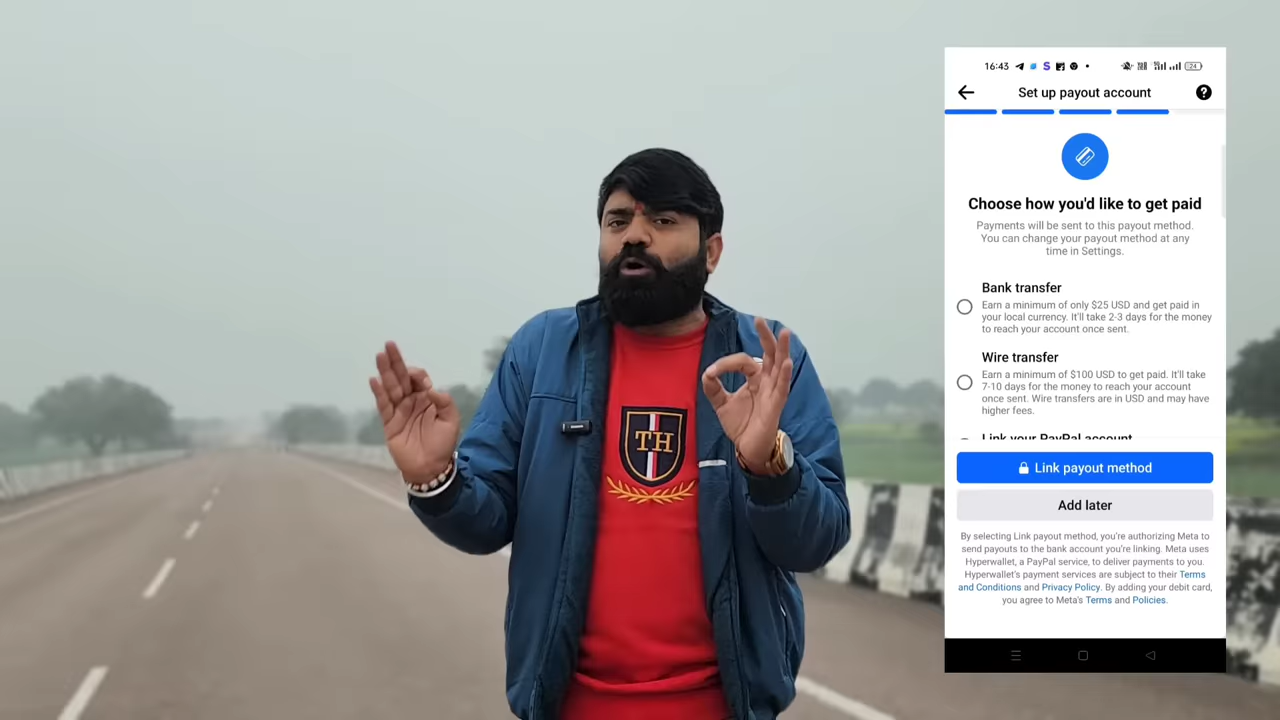 TH
16:43
S
24
Set up payout account
Choose how you'd like to get paid
Payments will be sent to this payout method.
You can change your payout method at any
time in Settings.
Bank transfer
Earn a minimum of only $25 USD and get paid in
your local currency. It'll take 2-3 days for the money
to reach your account once sent.
Wire transfer
Earn a minimum of $100 USD to get paid. It'll take
7-10 days for the money to reach your account
once sent. Wire transfers are in USD and may have
higher fees.
Link your PayPal account
Link payout method
Add later
By selecting Link payout method, you're authorizing Meta to
send payouts to the bank account you're linking. Meta uses
Hyperwallet, a PayPal service, to deliver payments to you.
Hyperwallet's payment services are subject to their Terms
and Conditions and Privacy Policy. By adding your debit card,
you agree to Meta's Terms and Policies.